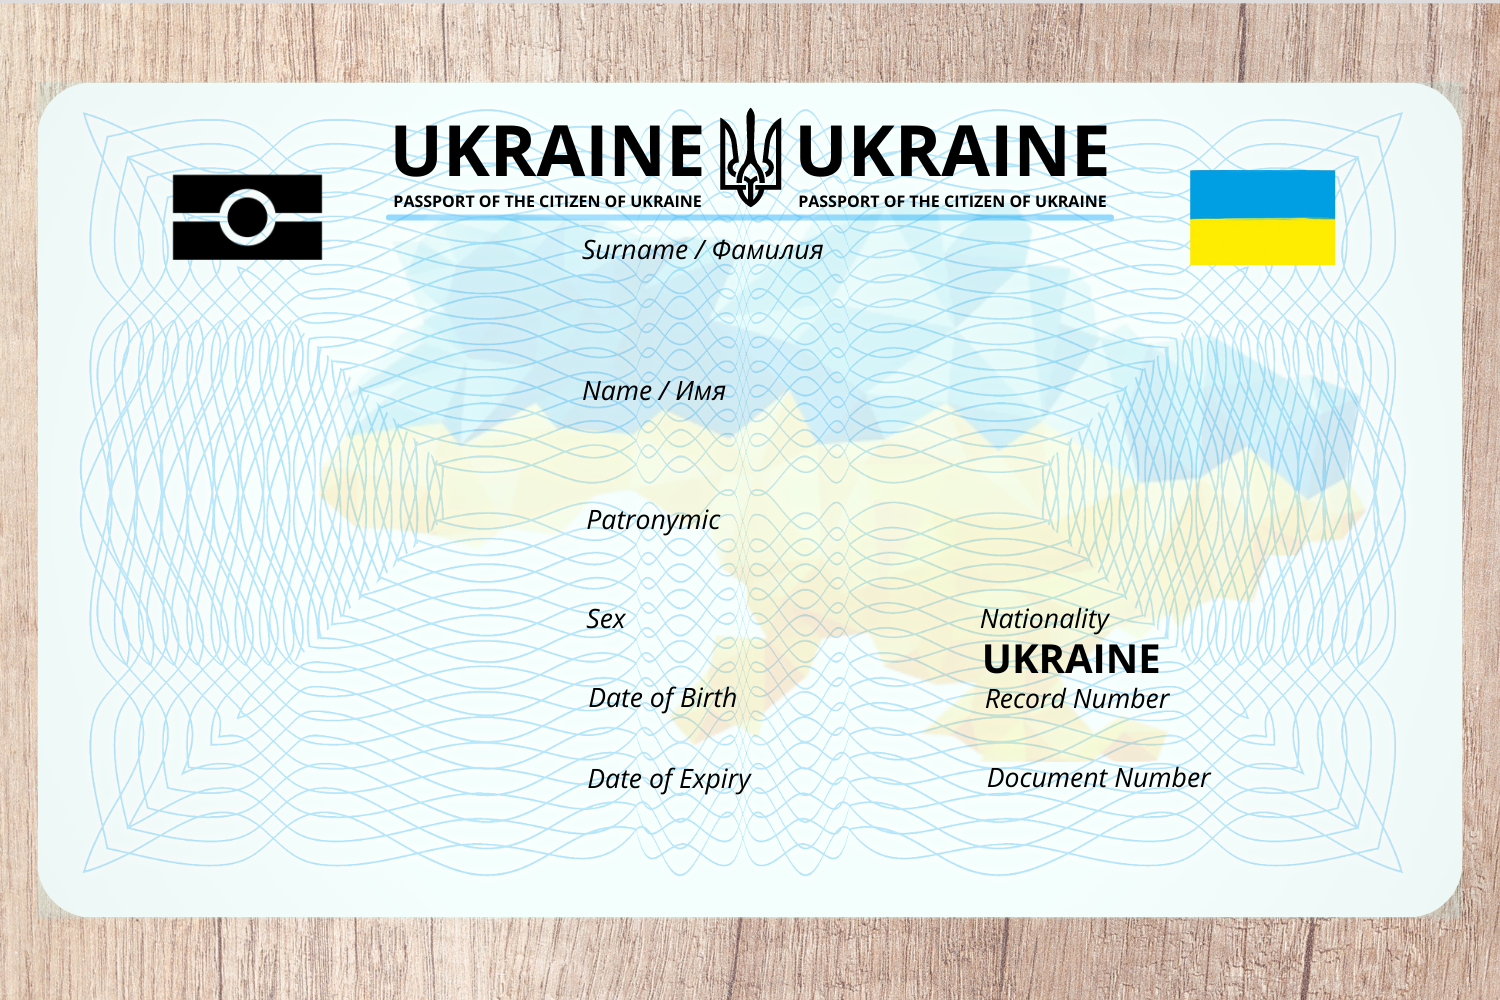 UKRAINE UKRAINE
PASSPORT OF THE CITIZEN OF UKRAINE PASSPORT OF THE CITIZEN OF UKRAINE
Surname / Фамилия
Name / Имя
Patronymic
Sex Nationality
UKRAINE
Date of Birth Record Number
Date of Expiry Document Number